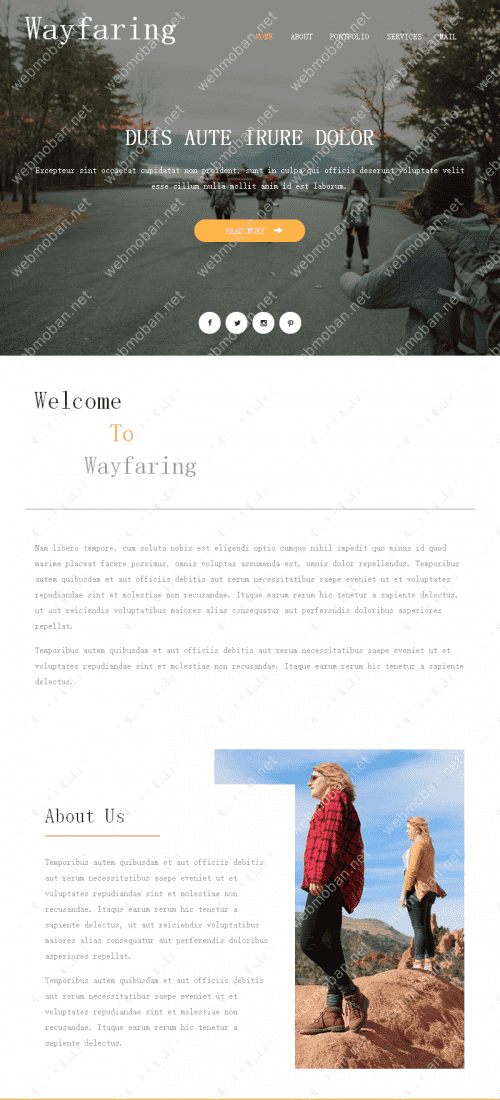 Wayfaring
HOME ABOUT PORTFOLIO SERVICES MAIL
DUIS AUTE IRURE DOLOR
Excepteur sint occaecat cupidatat non proident, sunt in culpa qui officia deserunt voluptate velit
esse cillum nulla mollit anim id est laborum.
READ MORE
Welcome
To
Wayfaring
Nam libero tempore, cum soluta nobis est eligendi optio cumque nihil impedit quo minus id quod
maxime placeat facere possimus, omnis voluptas assumenda est, omnis dolor repellendus. Temporibus
autem quibusdam et aut officiis debitis aut rerum necessitatibus saepe eveniet ut et voluptates
repudiandae sint et molestiae non recusandae. Itaque earum rerum hic tenetur a sapiente delectus,
ut aut reiciendis voluptatibus maiores alias consequatur aut perferendis doloribus asperiores
repellat.
Temporibus autem quibusdam et aut officiis debitis aut rerum necessitatibus saepe eveniet ut et
voluptates repudiandae sint et molestiae non recusandae. Itaque earum rerum hic tenetur a sapiente
delectus.
About Us
Temporibus autem quibusdam et aut officiis debitis
aut rerum necessitatibus saepe eveniet ut et
voluptates repudiandae sint et molestiae non
recusandae. Itaque earum rerum hic tenetur a
sapiente delectus, ut aut reiciendis voluptatibus
maiores alias consequatur aut perferendis doloribus
asperiores repellat.
Temporibus autem quibusdam et aut officiis debitis
aut rerum necessitatibus saepe eveniet ut et
voluptates repudiandae sint et molestiae non
recusandae. Itaque earum rerum hic tenetur a
sapiente delectus.
webmoban.net